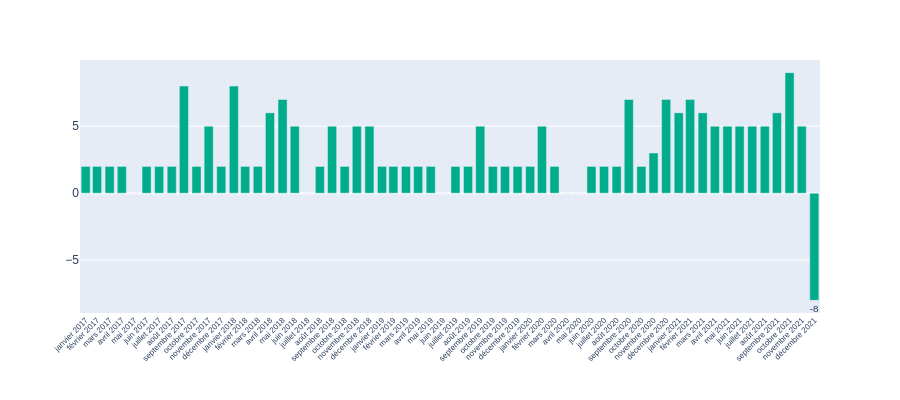 5
0
−5
-8
janvier 2017
février 2017
mars 2017
avril 2017
mai 2017
juin 2017
juillet 2017
août 2017
septembre 2017
octobre 2017
novembre 2017
décembre 2017
janvier 2018
février 2018
mars 2018
avril 2018
mai 2018
juin 2018
juillet 2018
août 2018
septembre 2018
octobre 2018
novembre 2018
décembre 2018
janvier 2019
février 2019
mars 2019
avril 2019
mai 2019
juin 2019
juillet 2019
août 2019
septembre 2019
octobre 2019
novembre 2019
décembre 2019
janvier 2020
février 2020
mars 2020
avril 2020
mai 2020
juin 2020
juillet 2020
août 2020
septembre 2020
octobre 2020
novembre 2020
décembre 2020
janvier 2021
février 2021
mars 2021
avril 2021
mai 2021
juin 2021
juillet 2021
août 2021
septembre 2021
octobre 2021
novembre 2021
décembre 2021